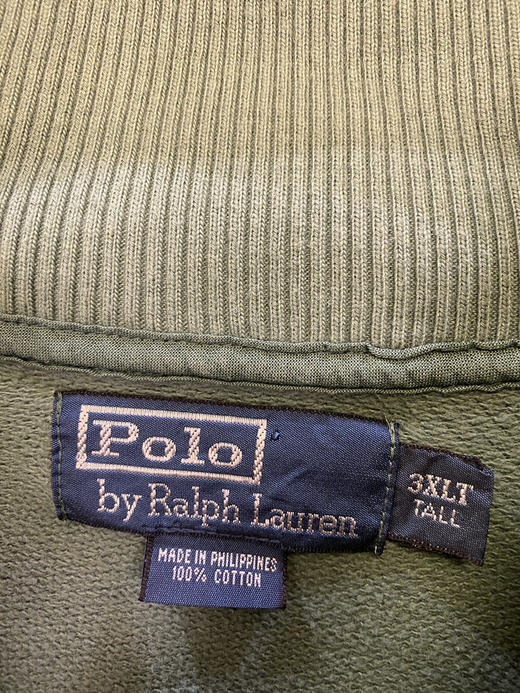 Polo
by Ralph Lauren
3XLT
TALL
MADE IN PHILIPPINES
100% COTTON